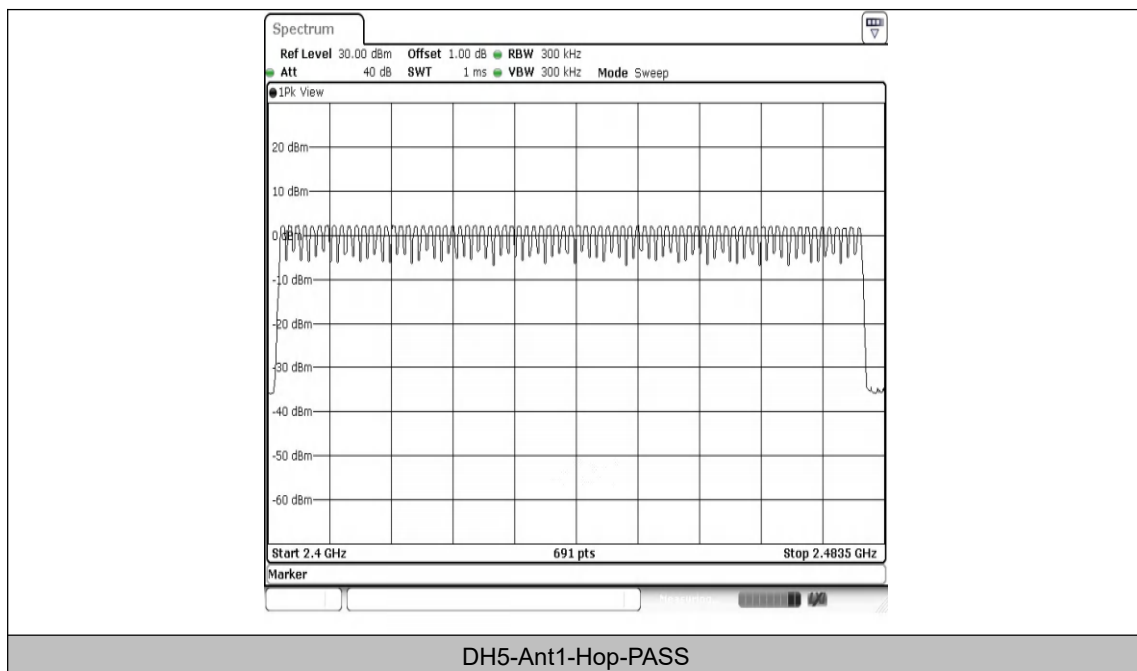 Spectrum
Ref Level 30.00 dBm Offset 1.00 dB RBW 300 kHz
Att 40 dB SWT 1 ms VBW 300 kHz Mode Sweep
1Pk View
20 dBm
10 dBm
0 dBm
-10 dBm
-20 dBm
-30 dBm
-40 dBm
-50 dBm
-60 dBm
Start 2.4 GHz 691 pts Stop 2.4835 GHz
Marker
Measuring
DH5-Ant1-Hop-PASS